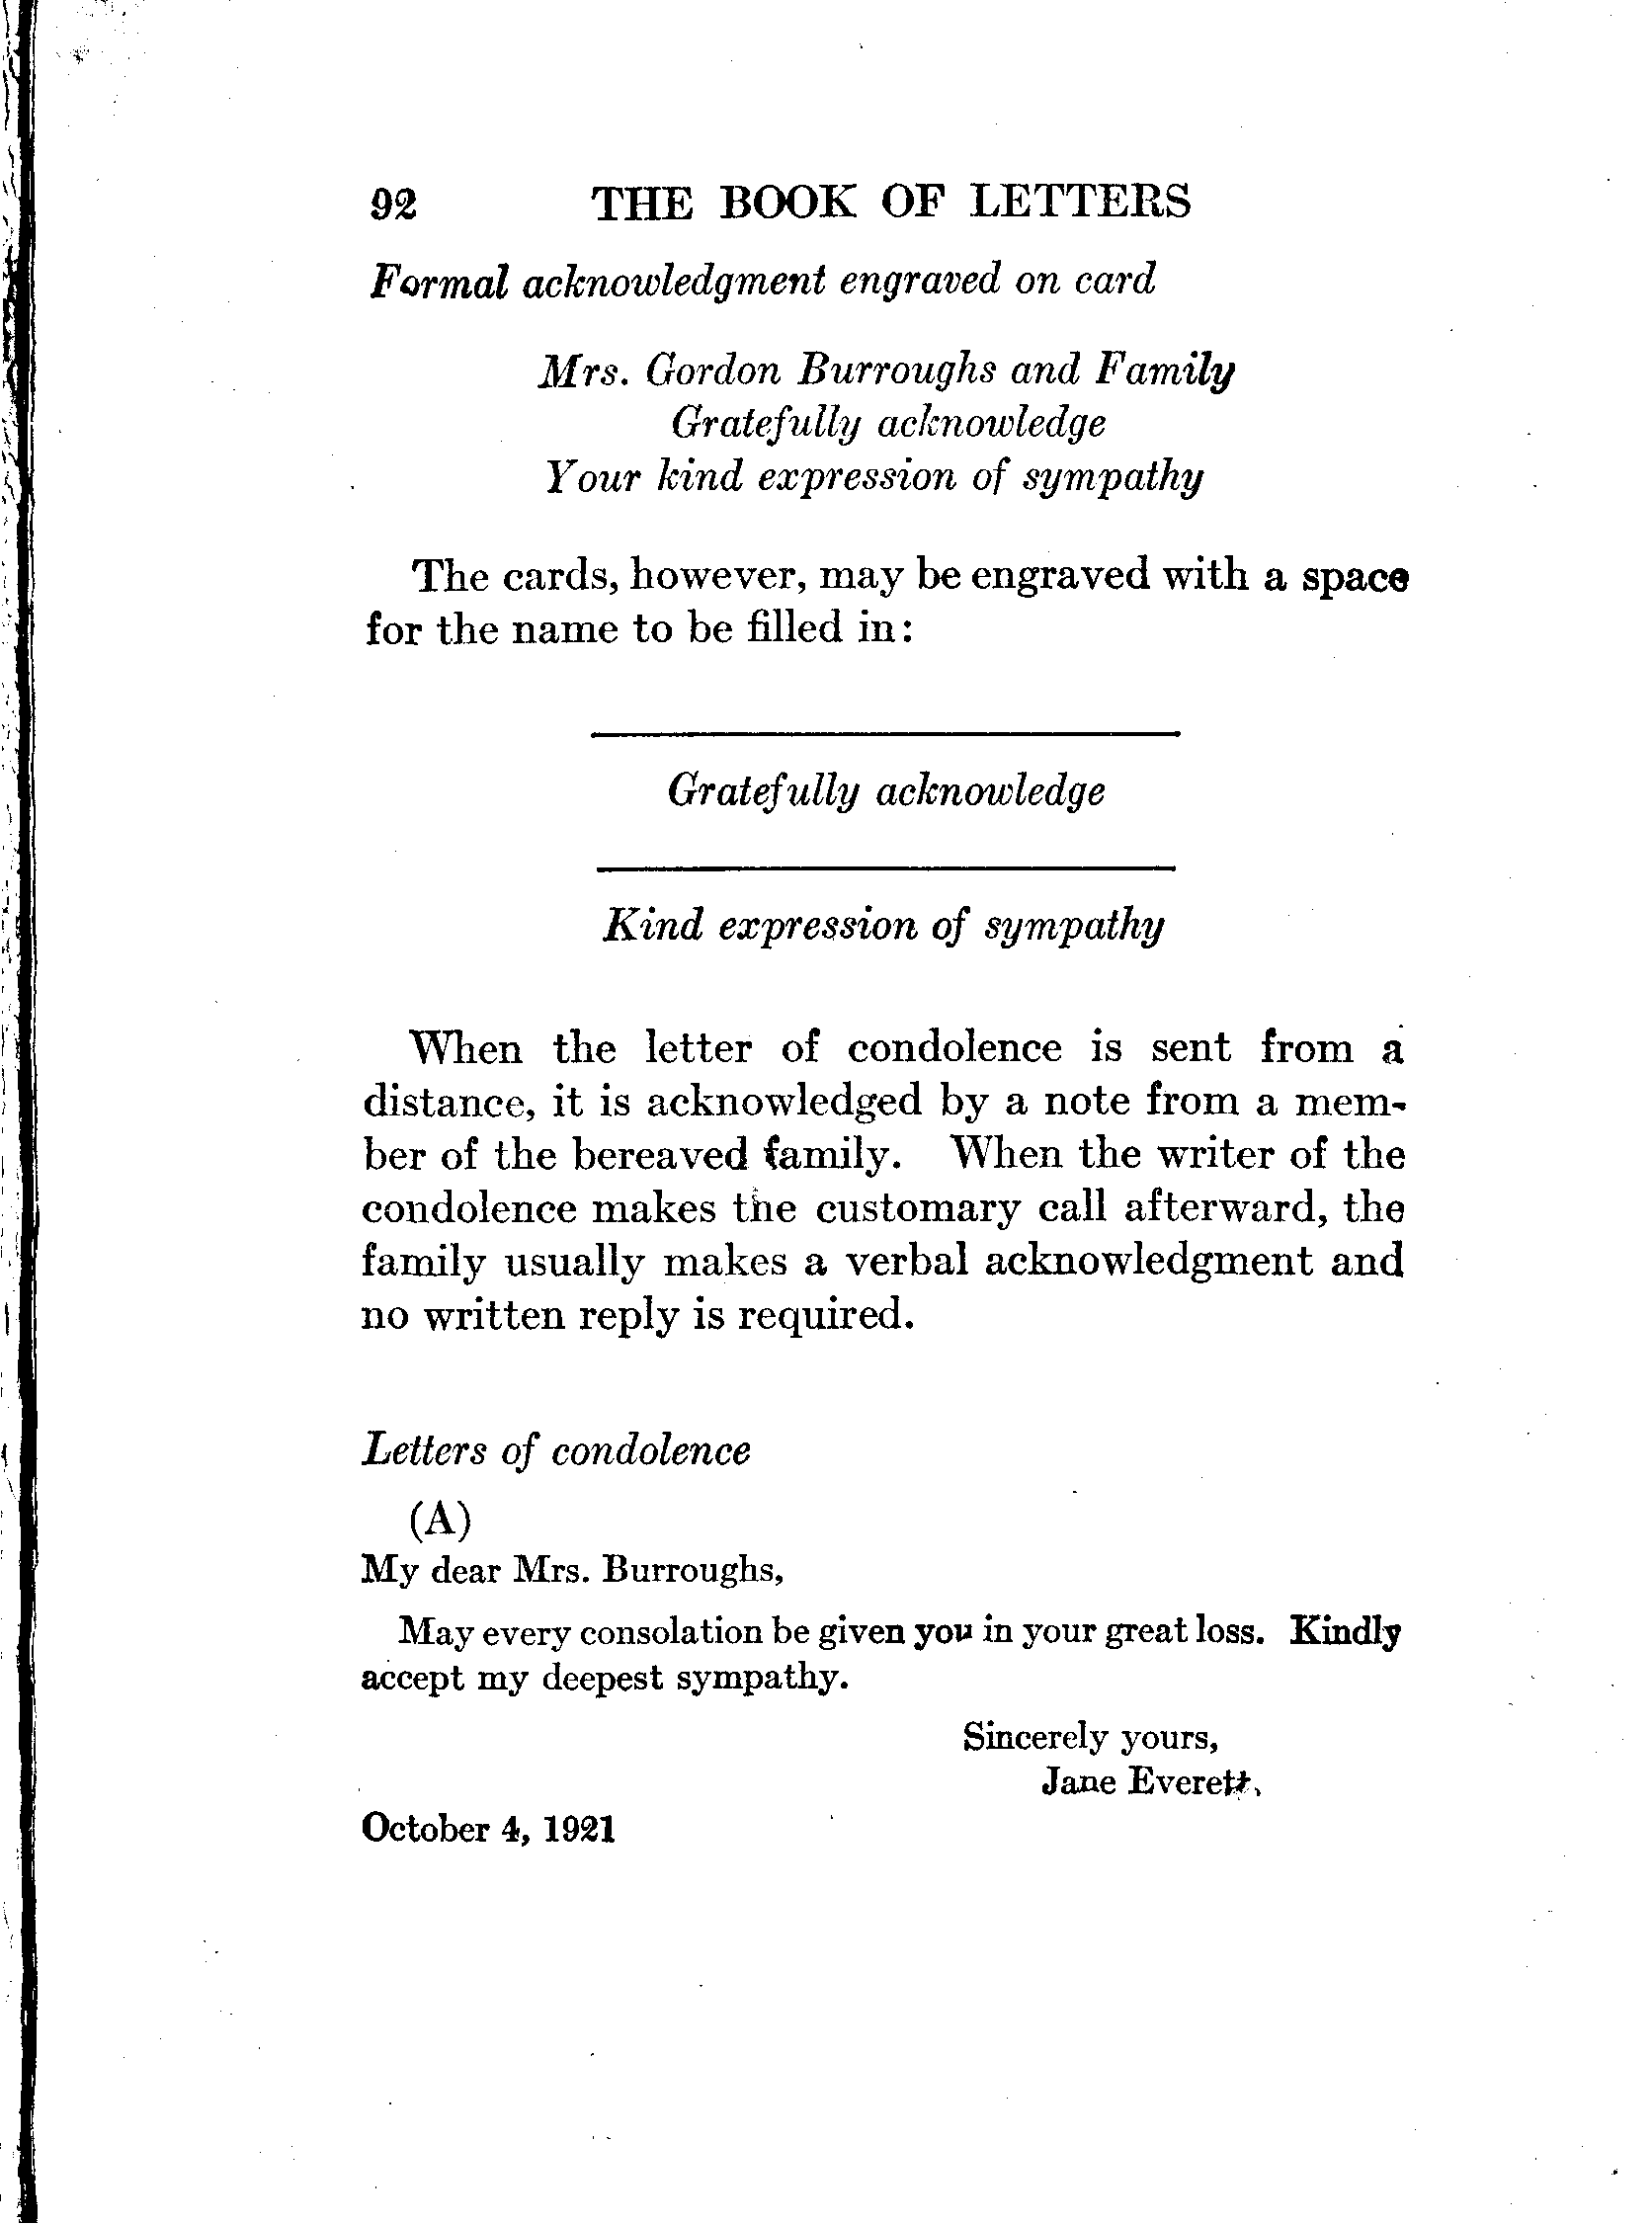 92 THE BOOK OF LETTERS
Formal acknowledgment engraved on card
Mrs. Gordon Burroughs and Family
Gratefully acknowledge
Your kind expression of sympathy
The cards, however, may be engraved with a space
for the name to be filled in:
Gratefully acknowledge
Kind expression of sympathy
When the letter of condolence is sent from a
distance, it is acknowledged by a note from a mem-
ber of the bereaved family. When the writer of the
condolence makes the customary call afterward, the
family usually makes a verbal acknowledgment and
no written reply is required.
Letters of condolence
(A)
My dear Mrs. Burroughs,
May every consolation be given you in your great loss. Kindly
accept my deepest sympathy.
Sincerely yours,
Jane Everett.
October 4, 1921